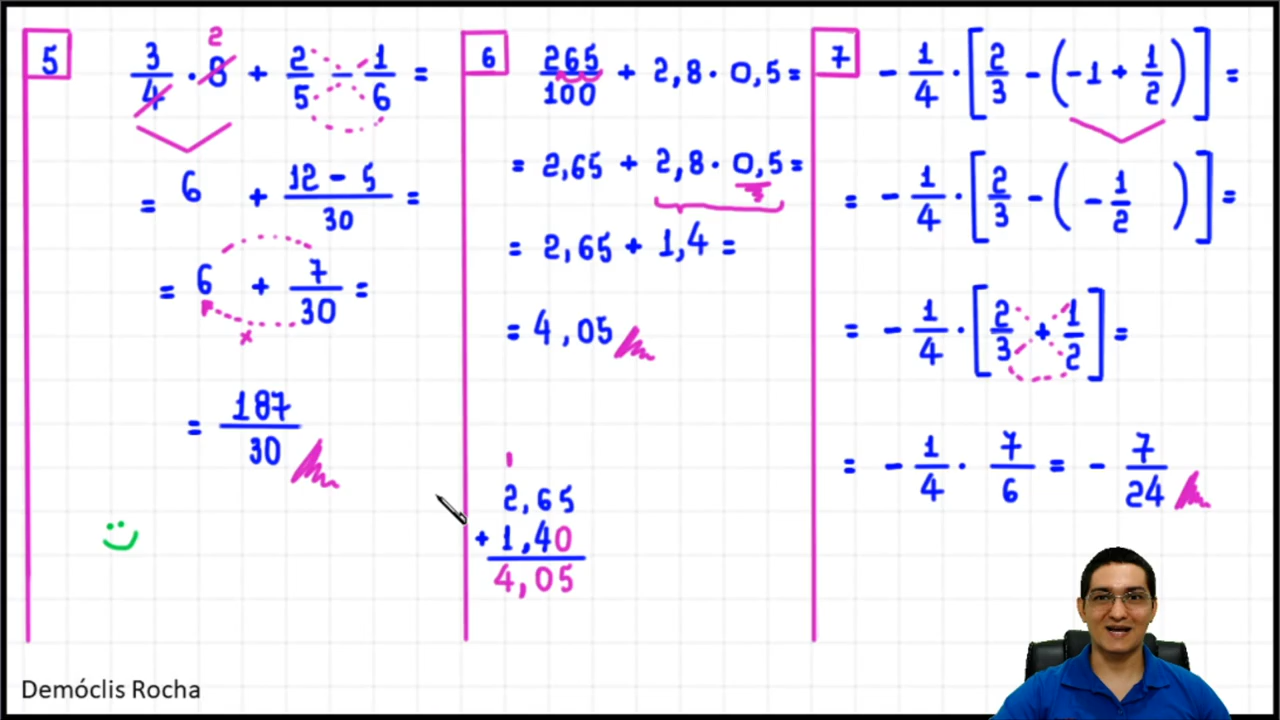 5
3/4 · 8 2 + 2/5 - 1/6 =
= 6 + 12 - 5/30 =
= 6 + 7/30 =
x
= 187/30
6
265/100 + 2,8 · 0,5 =
= 2,65 + 2,8 · 0,5 =
= 2,65 + 1,4 =
= 4,05
1
2,65
+ 1,40
4,05
7
- 1/4 · [2/3 - (-1 + 1/2)] =
= - 1/4 · [2/3 - (- 1/2)] =
= - 1/4 · [2/3 + 1/2] =
= - 1/4 · 7/6 = - 7/24
Demóclis Rocha